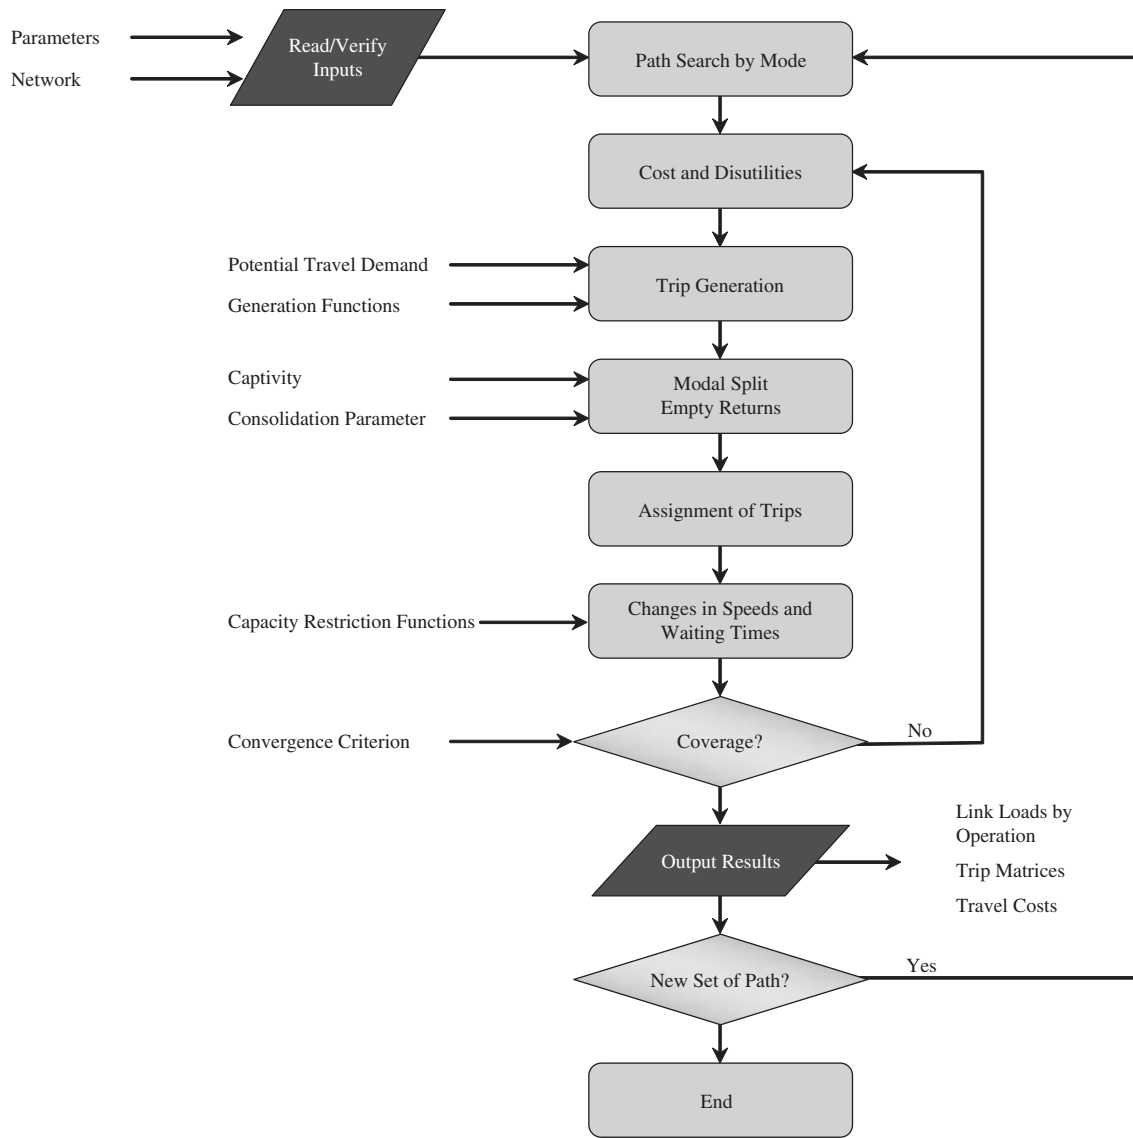 Parameters
Network
Read/Verify
Inputs
Path Search by Mode
Cost and Disutilities
Potential Travel Demand
Generation Functions
Trip Generation
Captivity
Consolidation Parameter
Modal Split
Empty Returns
Assignment of Trips
Capacity Restriction Functions
Changes in Speeds and
Waiting Times
Convergence Criterion
Coverage?
No
Output Results
Link Loads by
Operation
Trip Matrices
Travel Costs
New Set of Path?
Yes
End